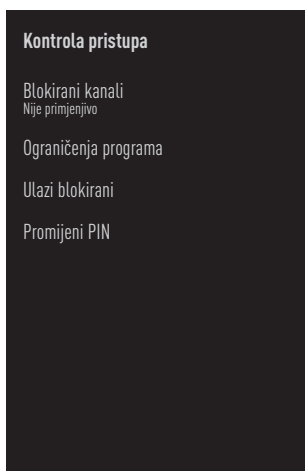 Kontrola pristupa
Blokirani kanali
Nije primjenjivo
Ograničenja programa
Ulazi blokirani
Promijeni PIN